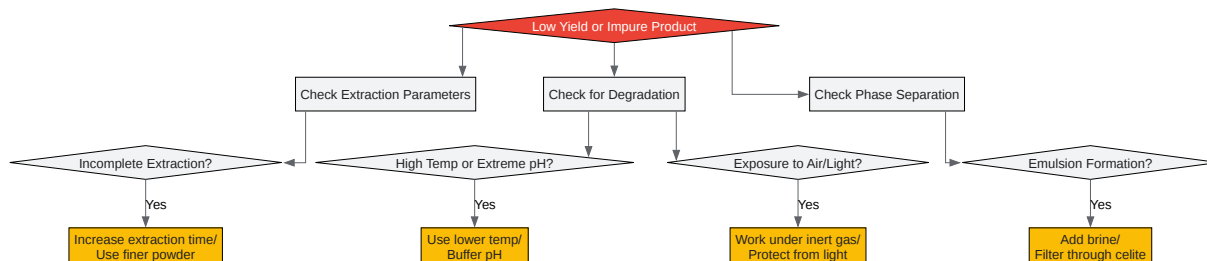 Low Yield or Impure Product
Check Extraction Parameters
Check for Degradation
Check Phase Separation
Incomplete Extraction?
High Temp or Extreme pH?
Exposure to Air/Light?
Emulsion Formation?
Yes
Yes
Yes
Yes
Increase extraction time/
Use finer powder
Use lower temp/
Buffer pH
Work under inert gas/
Protect from light
Add brine/
Filter through celite